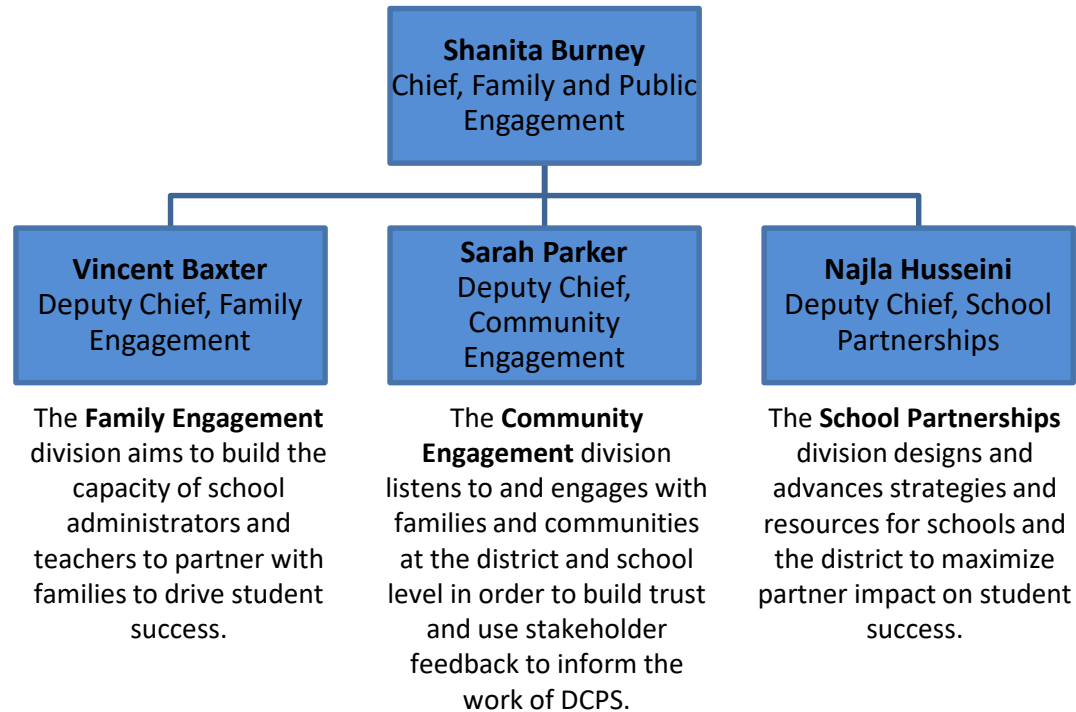 Shanita Burney
Chief, Family and Public
Engagement
Vincent Baxter
Deputy Chief, Family
Engagement
Sarah Parker
Deputy Chief,
Community
Engagement
Najla Husseini
Deputy Chief, School
Partnerships
The Family Engagement
division aims to build the
capacity of school
administrators and
teachers to partner with
families to drive student
success.
The Community
Engagement division
listens to and engages with
families and communities
at the district and school
level in order to build trust
and use stakeholder
feedback to inform the
work of DCPS.
The School Partnerships
division designs and
advances strategies and
resources for schools and
the district to maximize
partner impact on student
success.